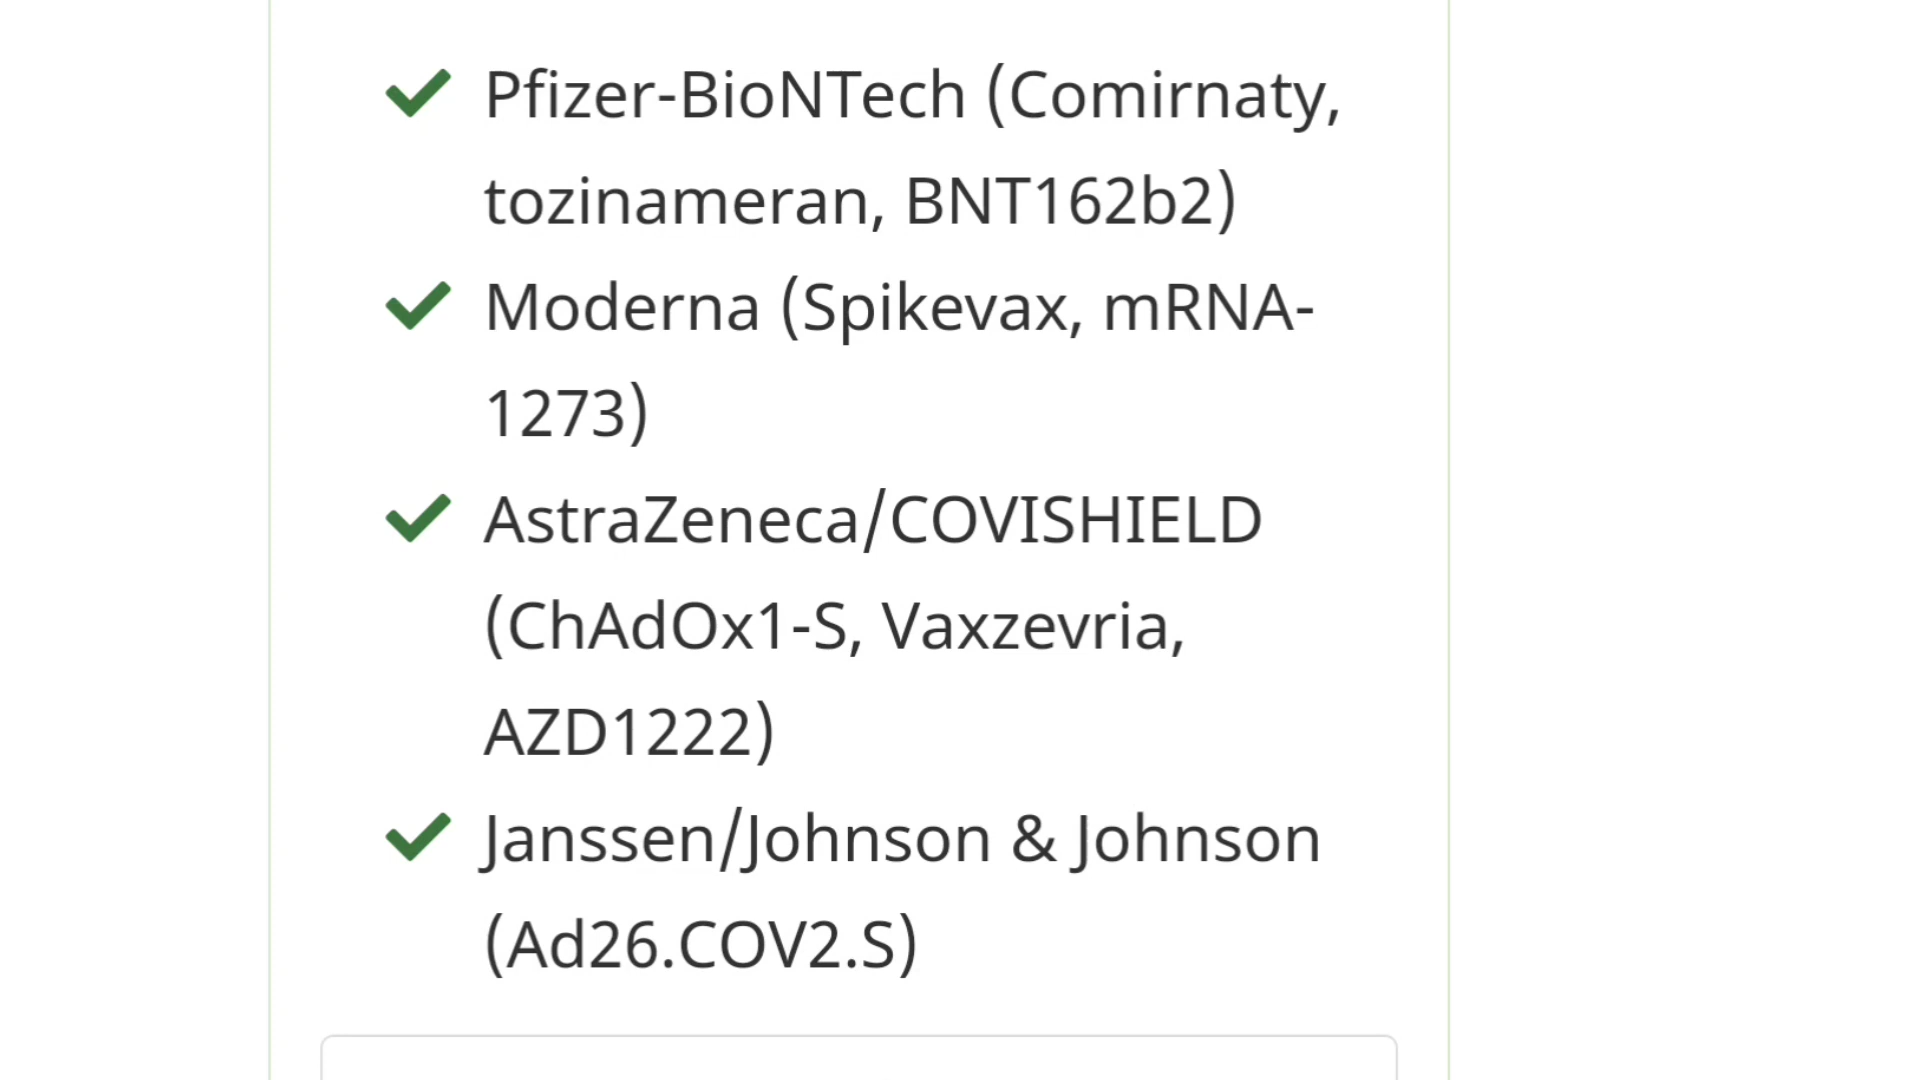 Pfizer-BioNTech (Comirnaty,
tozinameran, BNT162b2)
Moderna (Spikevax, mRNA-
1273)
AstraZeneca/COVISHIELD
(ChAdOx1-S, Vaxzevria,
AZD1222)
Janssen/Johnson & Johnson
(Ad26.COV2.S)